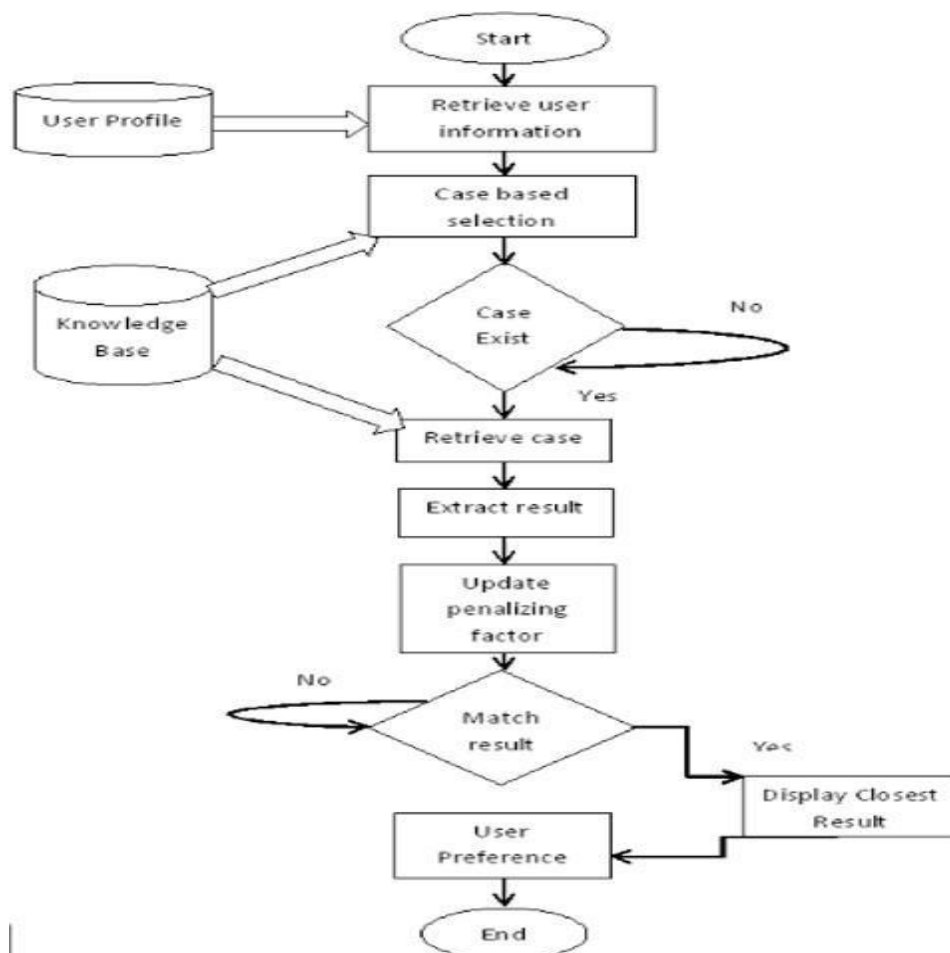 Start
User Profile
Retrieve user
information
Case based
selection
Knowledge
Base
Case
Exist
No
Yes
Retrieve case
Extract result
Update
penalizing
factor
No
Match
result
Yes
Display Closest
Result
User
Preference
End